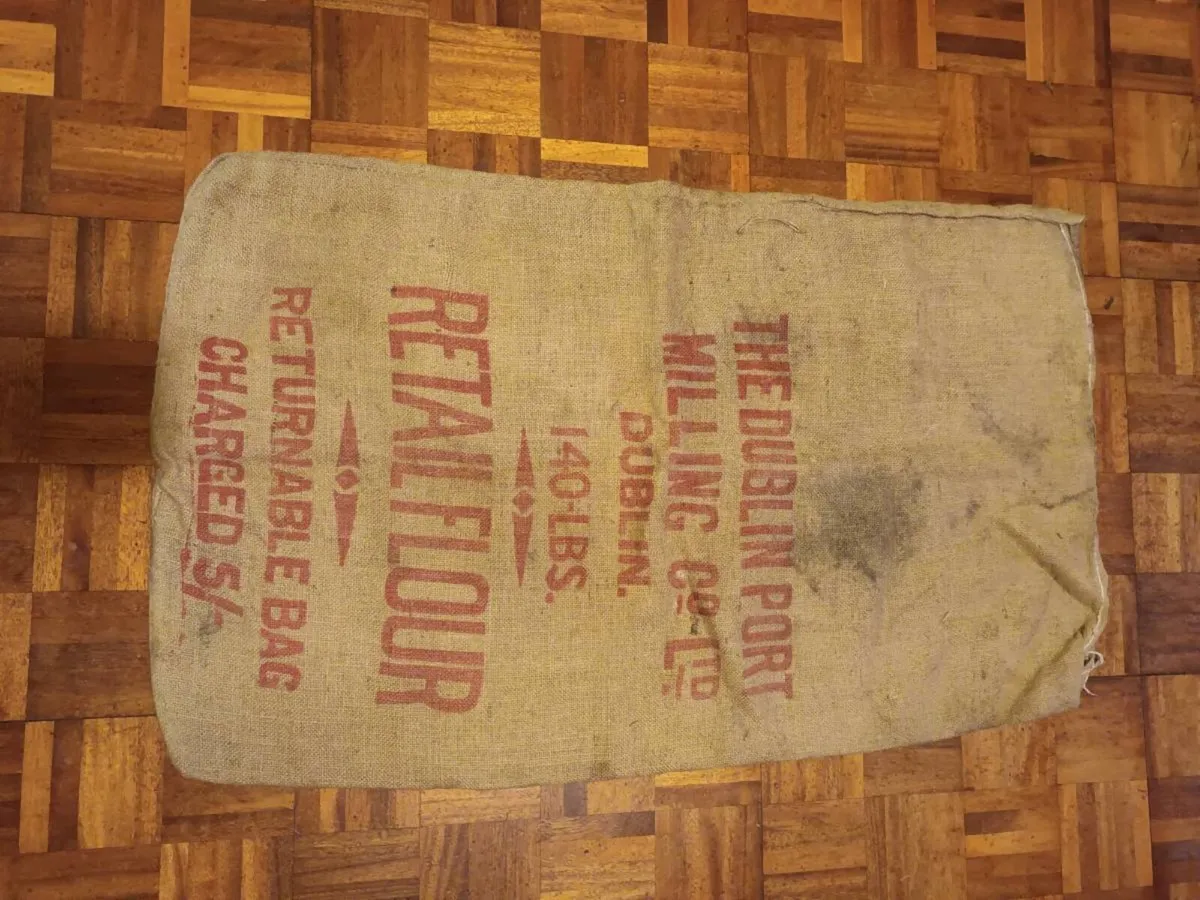 THE DUBLIN PORT
MILLING Co LTD
DUBLIN.
140-LBS.
RETAIL FLOUR
RETURNABLE BAG
CHARGED 5/-